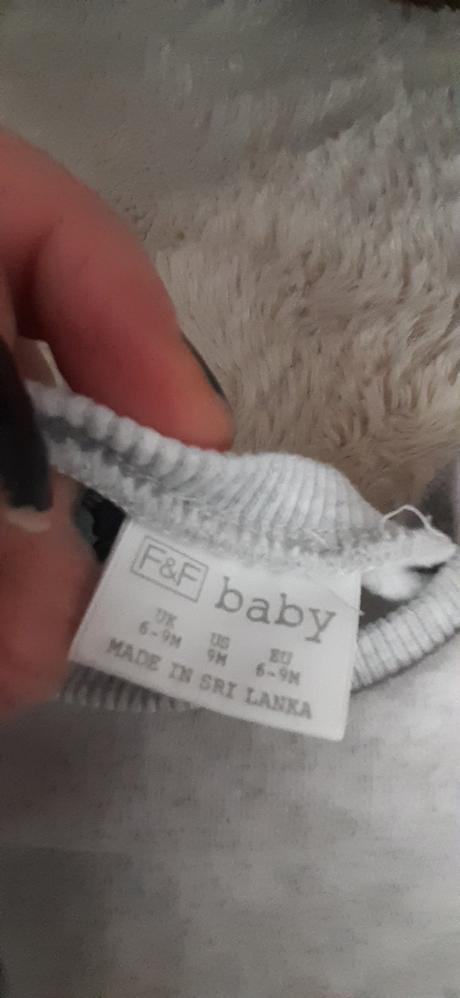 F&F baby
UK US EU
6-9M 9M 6-9M
MADE IN SRI LANKA